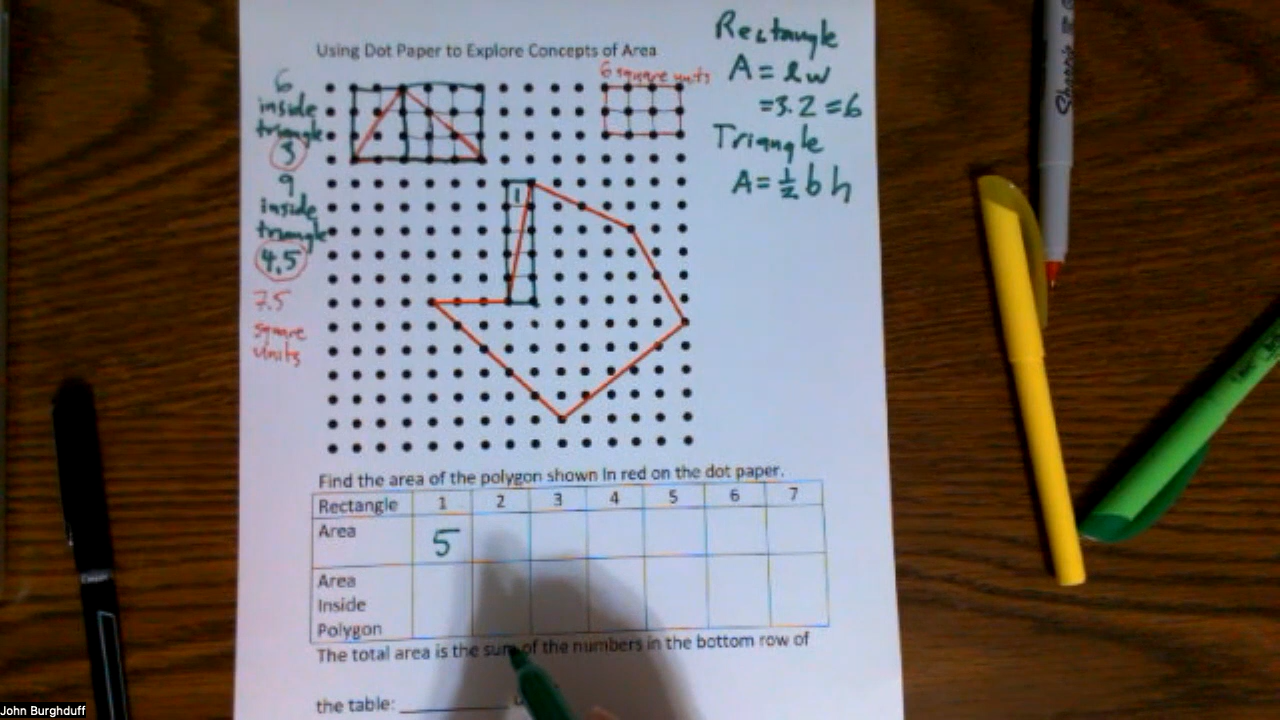 Using Dot Paper to Explore Concepts of Area
6
inside
triangle
3
9
inside
triangle
4.5
7.5
square
units
6 square units
Rectangle
A = lw
=3.2 =6
Triangle
A = 1/2 b h
1
Sharpie
Find the area of the polygon shown in red on the dot paper.
Rectangle 1 2 3 4 5 6 7
Area 5
Area
Inside
Polygon
The total area is the sum of the numbers in the bottom row of
the table: __________
John Burghduff